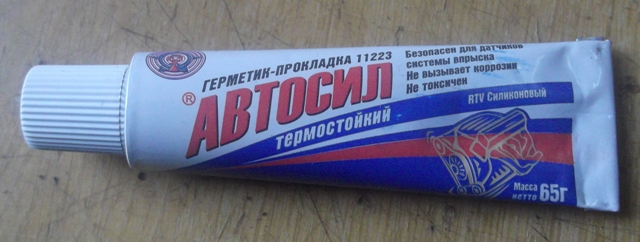 ГЕРМЕТИК-ПРОКЛАДКА 11223
®АВТОСИЛ
термостойкий
Безопасен для датчиков
системы впрыска
Не вызывает коррозии
Не токсичен
RTV Силиконовый
Масса
нетто 65г